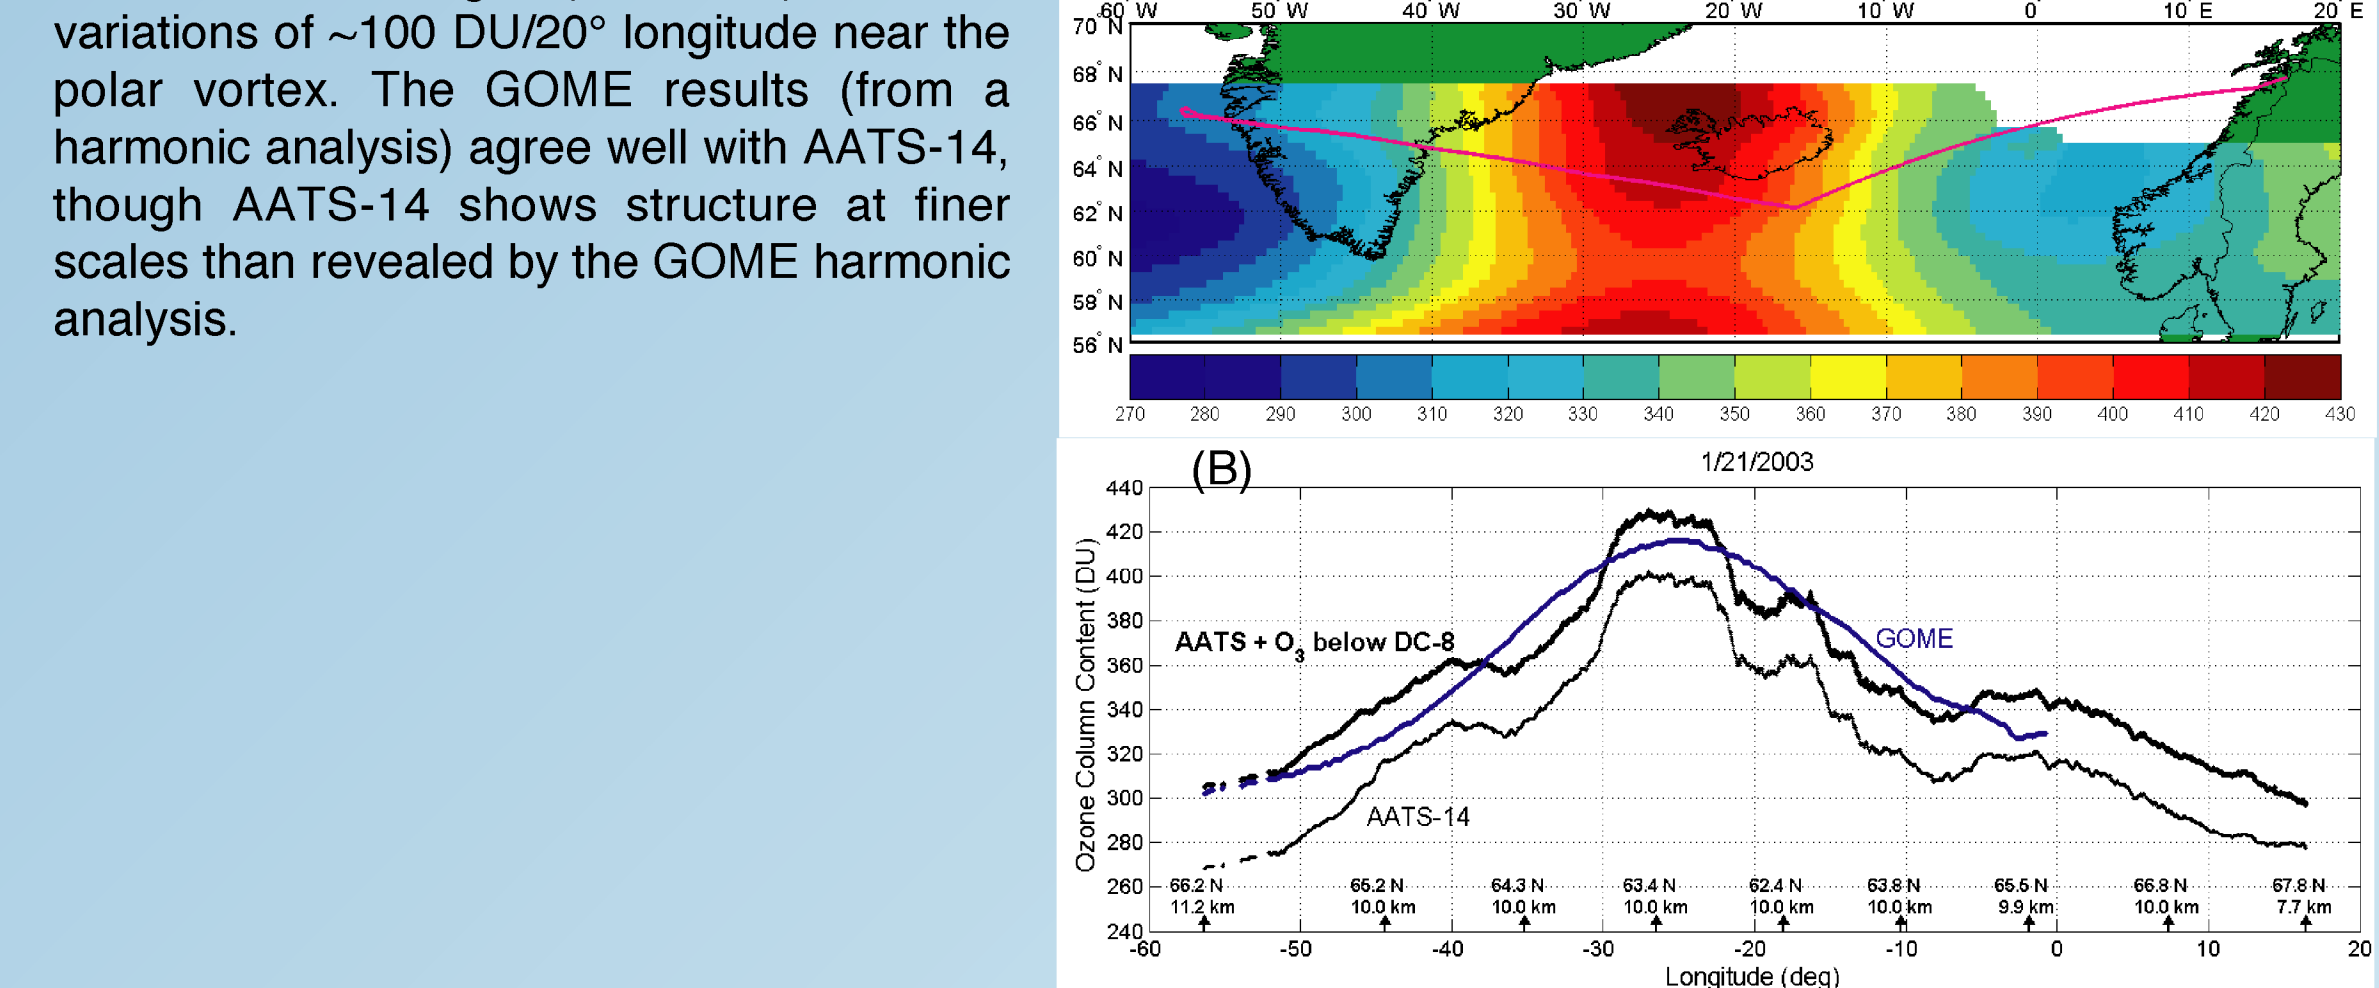 variations of ~100 DU/20° longitude near the
polar vortex. The GOME results (from a
harmonic analysis) agree well with AATS-14,
though AATS-14 shows structure at finer
scales than revealed by the GOME harmonic
analysis.
60°W 50°W 40°W 30°W 20°W 10°W 0° 10°E 20°E
70°N
68°N
66°N
64°N
62°N
60°N
58°N
56°N
270 280 290 300 310 320 330 340 350 360 370 380 390 400 410 420 430
(B)
1/21/2003
Ozone Column Content (DU)
440
420
400
380
360
340
320
300
280
260
240
AATS + O3 below DC-8
GOME
AATS-14
66.2 N 65.2 N 64.3 N 63.4 N 62.4 N 63.8 N 65.5 N 66.8 N 67.8 N
11.2 km 10.0 km 10.0 km 10.0 km 10.0 km 10.0 km 9.9 km 10.0 km 7.7 km
-60 -50 -40 -30 -20 -10 0 10 20
Longitude (deg)